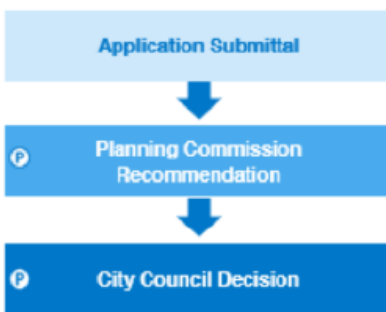 Application Submittal
P
Planning Commission
Recommendation
P
City Council Decision